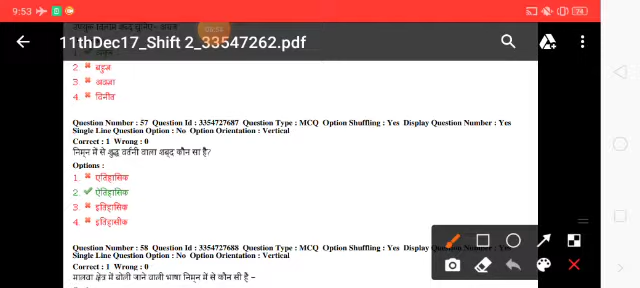 9:53
29
11thDec17_Shift 2_33547262.pdf
1.
2. बहुज
3. अवज्ञा
4. विनीत
Question Number : 57 Question Id : 3354727687 Question Type : MCQ Option Shuffling : Yes Display Question Number : Yes
Single Line Question Option : No Option Orientation : Vertical
Correct : 1 Wrong : 0
निम्न में से शुद्ध वर्तनी वाला शब्द कौन सा है?
Options :
1. एतिहासिक
2. ऐतिहासिक
3. इतिहासिक
4. इतिहासीक
Question Number : 58 Question Id : 3354727688 Question Type : MCQ Option Shuffling : Yes Display Question Number : Yes
Single Line Question Option : No Option Orientation : Vertical
Correct : 1 Wrong : 0
मालवा क्षेत्र में बोली जाने वाली भाषा निम्न में से कौन सी है –